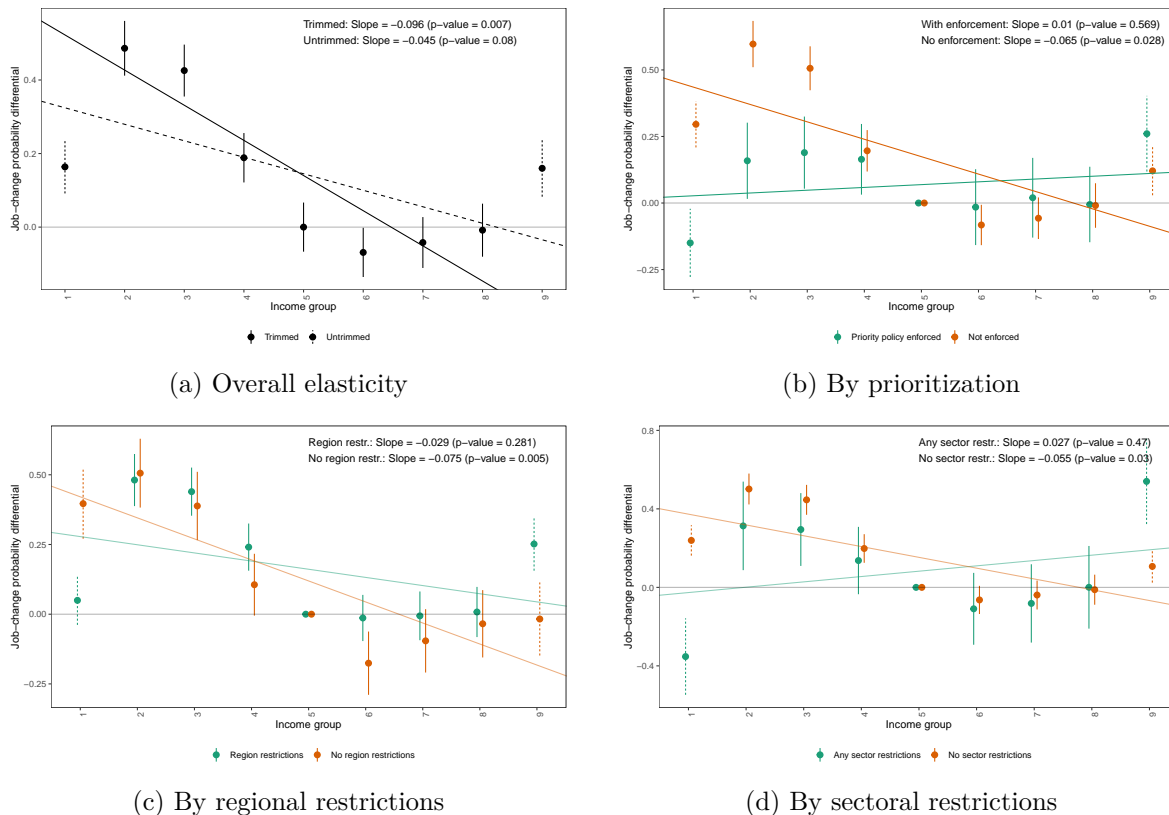 Trimmed: Slope = −0.096 (p−value = 0.007)
Untrimmed: Slope = −0.045 (p−value = 0.08)
Job−change probability differential
0.4
0.2
0.0
1 2 3 4 5 6 7 8 9
Income group
Trimmed Untrimmed
(a) Overall elasticity
With enforcement: Slope = 0.01 (p−value = 0.569)
No enforcement: Slope = −0.065 (p−value = 0.028)
Job−change probability differential
0.50
0.25
0.00
−0.25
1 2 3 4 5 6 7 8 9
Income group
Priority policy enforced Not enforced
(b) By prioritization
Region restr.: Slope = −0.029 (p−value = 0.281)
No region restr.: Slope = −0.075 (p−value = 0.005)
Job−change probability differential
0.50
0.25
0.00
−0.25
1 2 3 4 5 6 7 8 9
Income group
Region restrictions No region restrictions
(c) By regional restrictions
Any sector restr.: Slope = 0.027 (p−value = 0.47)
No sector restr.: Slope = −0.055 (p−value = 0.03)
Job−change probability differential
0.8
0.4
0.0
−0.4
1 2 3 4 5 6 7 8 9
Income group
Any sector restrictions No sector restrictions
(d) By sectoral restrictions